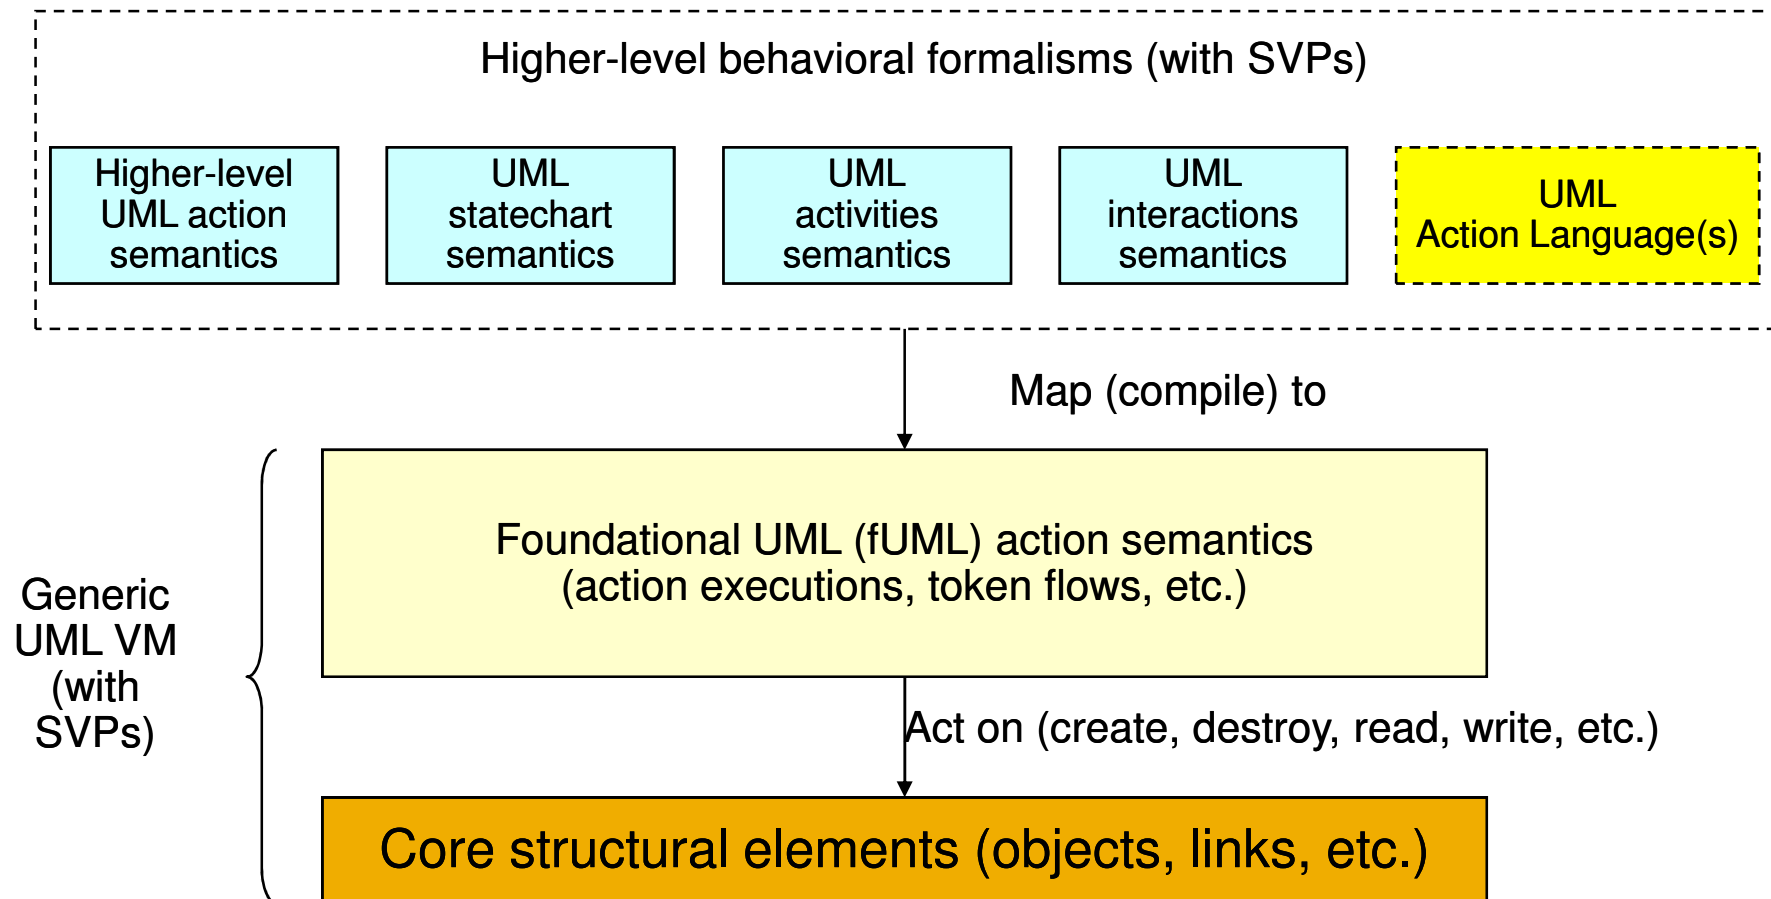 Higher-level behavioral formalisms (with SVPs)
Higher-level
UML action
semantics
UML
statechart
semantics
UML
activities
semantics
UML
interactions
semantics
UML
Action Language(s)
Map (compile) to
Foundational UML (fUML) action semantics
(action executions, token flows, etc.)
Generic
UML VM
(with
SVPs)
Act on (create, destroy, read, write, etc.)
Core structural elements (objects, links, etc.)